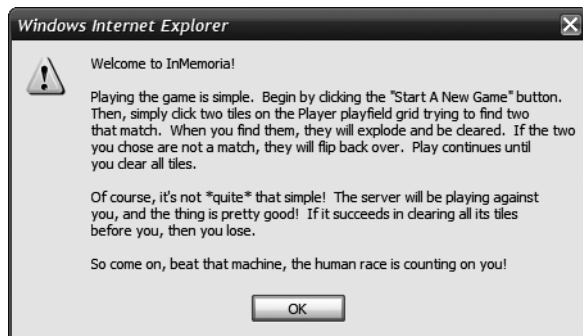 Windows Internet Explorer
Welcome to InMemoria!
Playing the game is simple. Begin by clicking the "Start A New Game" button.
Then, simply click two tiles on the Player playfield grid trying to find two
that match. When you find them, they will explode and be cleared. If the two
you chose are not a match, they will flip back over. Play continues until
you clear all tiles.
Of course, it's not *quite* that simple! The server will be playing against
you, and the thing is pretty good! If it succeeds in clearing all its tiles
before you, then you lose.
So come on, beat that machine, the human race is counting on you!
OK